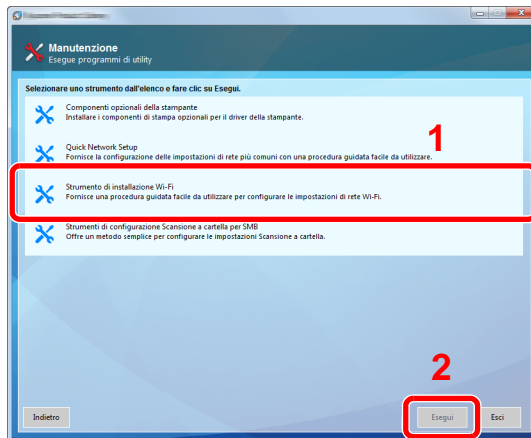 Manutenzione
Esegue programmi di utility
Selezionare uno strumento dall'elenco e fare clic su Esegui.
Componenti opzionali della stampante
Installare i componenti di stampa opzionali per il driver della stampante.
1
Quick Network Setup
Fornisce la configurazione delle impostazioni di rete più comuni con una procedura guidata facile da utilizzare.
Strumento di installazione Wi-Fi
Fornisce una procedura guidata facile da utilizzare per configurare le impostazioni di rete Wi-Fi.
Strumenti di configurazione Scansione a cartella per SMB
Offre un metodo semplice per configurare le impostazioni Scansione a cartella.
2
Indietro
Esegui
Esci